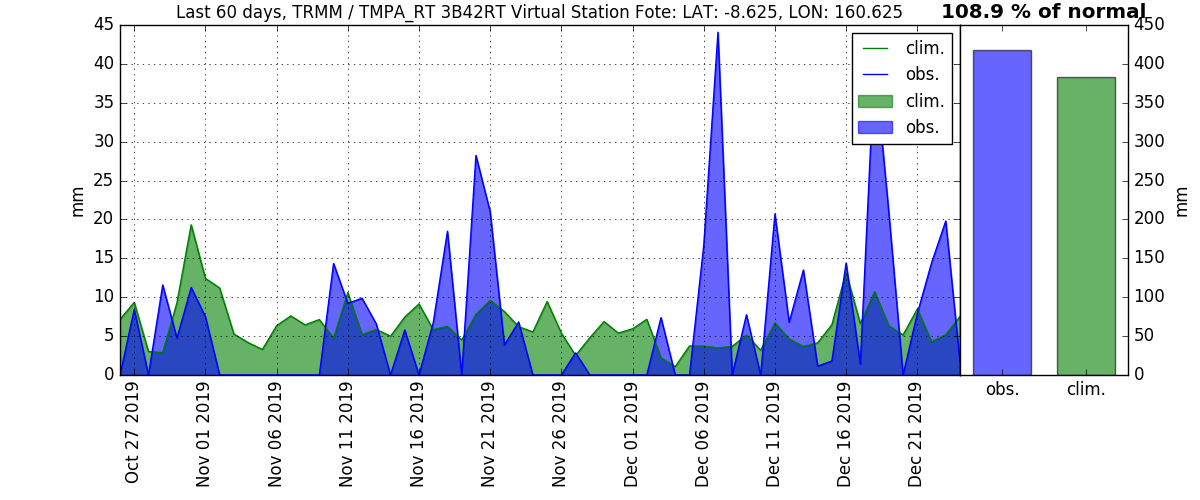 Last 60 days, TRMM / TMPA_RT 3B42RT Virtual Station Fote: LAT: -8.625, LON: 160.625
108.9 % of normal
mm
45
40
35
30
25
20
15
10
5
0
clim.
obs.
clim.
obs.
450
400
350
300
250
200
150
100
50
0
mm
Oct 27 2019
Nov 01 2019
Nov 06 2019
Nov 11 2019
Nov 16 2019
Nov 21 2019
Nov 26 2019
Dec 01 2019
Dec 06 2019
Dec 11 2019
Dec 16 2019
Dec 21 2019
obs.
clim.